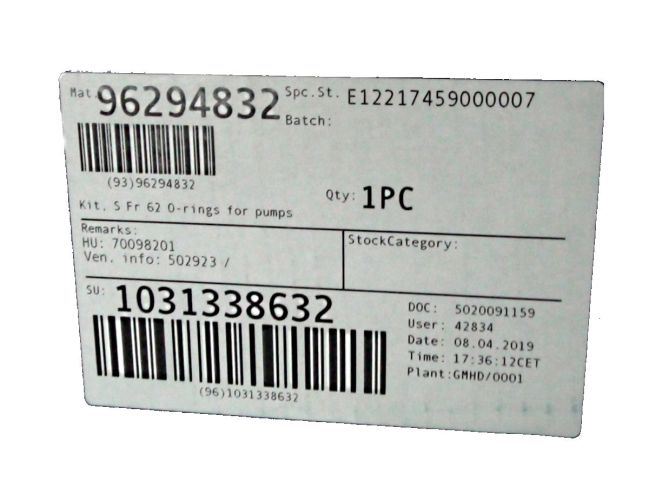 Mat. 96294832 Spc.St. E12217459000007
Batch:
(93)96294832
Qty: 1PC
Kit. S Fr 62 O-rings for pumps
Remarks:
HU: 70098201
Ven. info: 502923 /
StockCategory:
SU: 1031338632
(96)1031338632
DOC: 5020091159
User: 42834
Date: 08.04.2019
Time: 17:36:12CET
Plant:GMHD/0001